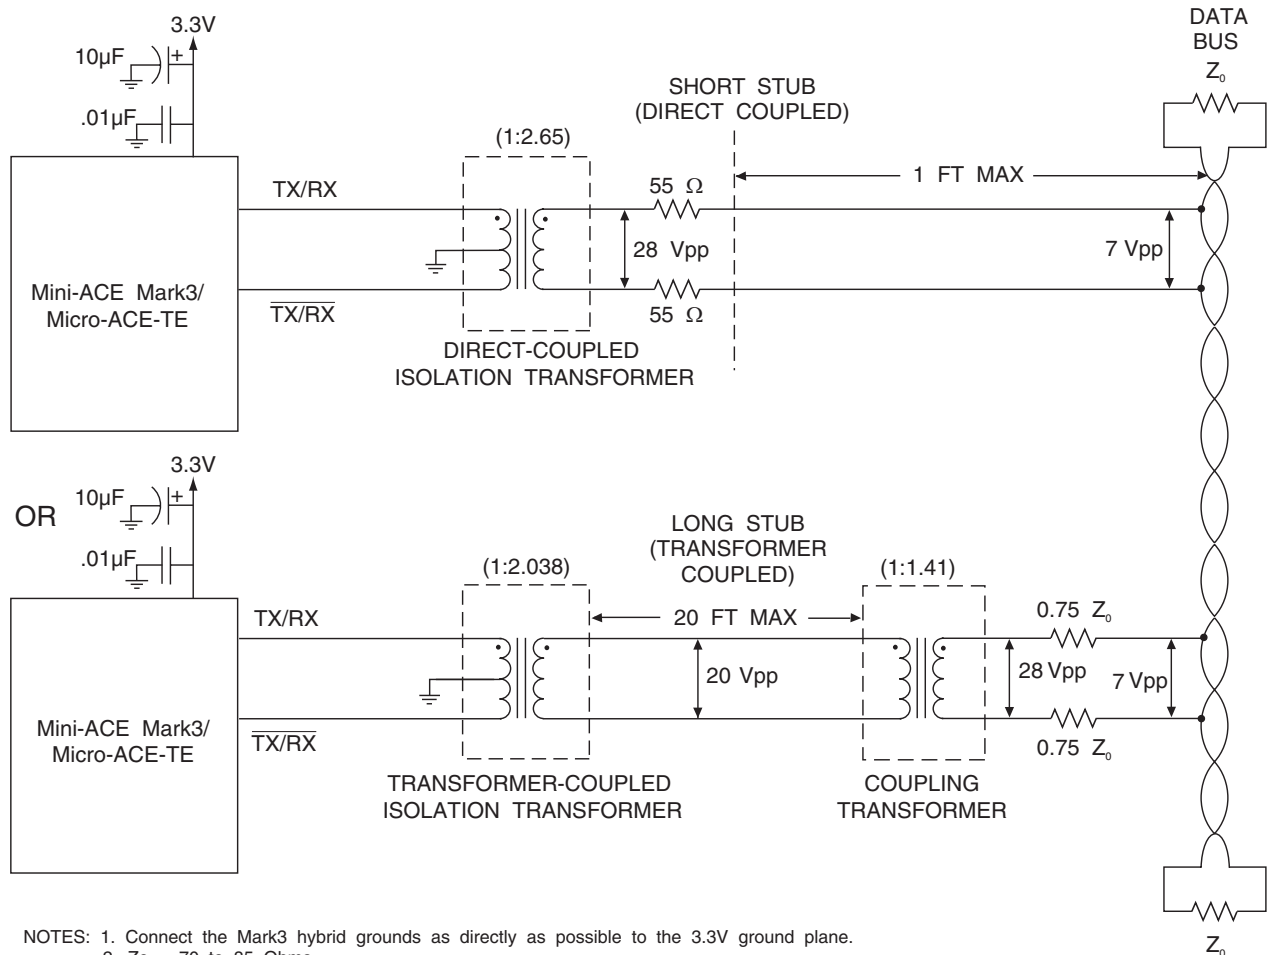 3.3V
10µF
+
.01µF
Mini-ACE Mark3/
Micro-ACE-TE
TX/RX
TX/RX
(1:2.65)
DIRECT-COUPLED
ISOLATION TRANSFORMER
28 Vpp
55 Ω
55 Ω
SHORT STUB
(DIRECT COUPLED)
1 FT MAX
7 Vpp
DATA
BUS
Z0
OR
3.3V
10µF
+
.01µF
Mini-ACE Mark3/
Micro-ACE-TE
TX/RX
TX/RX
(1:2.038)
TRANSFORMER-COUPLED
ISOLATION TRANSFORMER
LONG STUB
(TRANSFORMER
COUPLED)
20 FT MAX
20 Vpp
(1:1.41)
COUPLING
TRANSFORMER
28 Vpp
0.75 Z0
0.75 Z0
7 Vpp
Z0
NOTES: 1. Connect the Mark3 hybrid grounds as directly as possible to the 3.3V ground plane.